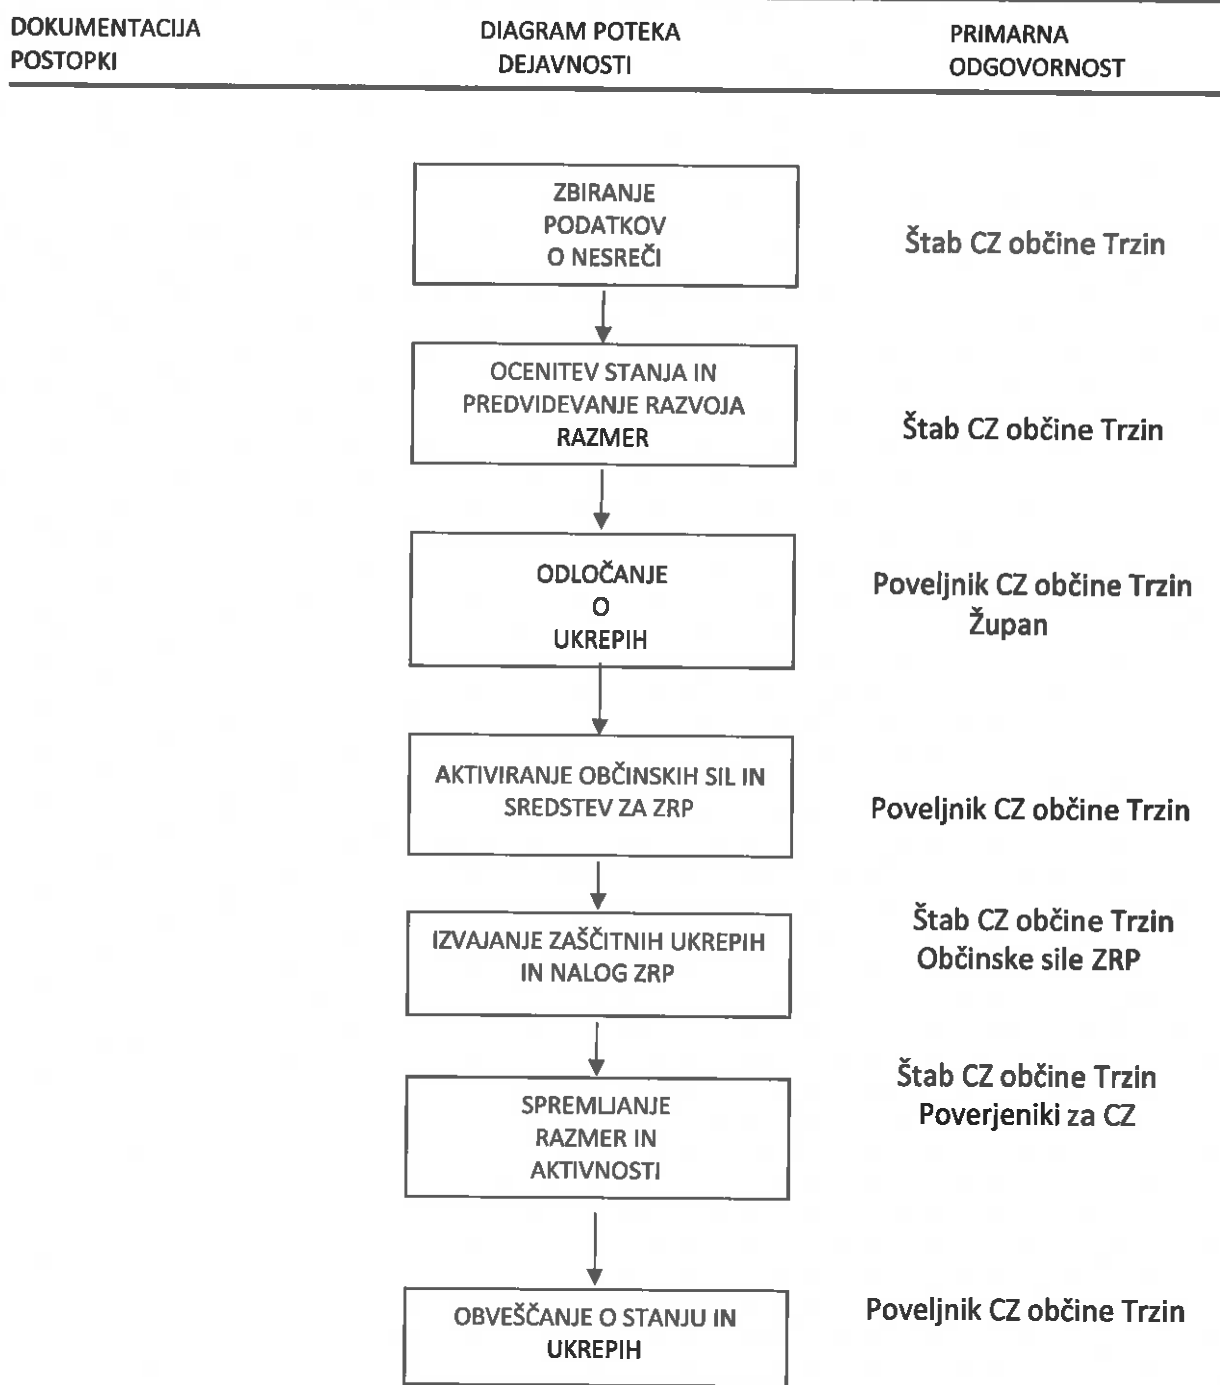 DOKUMENTACIJA
POSTOPKI
DIAGRAM POTEKA
DEJAVNOSTI
PRIMARNA
ODGOVORNOST
ZBIRANJE
PODATKOV
O NESREČI
Štab CZ občine Trzin
OCENITEV STANJA IN
PREDVIDEVANJE RAZVOJA
RAZMER
Štab CZ občine Trzin
ODLOČANJE
O
UKREPIH
Poveljnik CZ občine Trzin
Župan
AKTIVIRANJE OBČINSKIH SIL IN
SREDSTEV ZA ZRP
Poveljnik CZ občine Trzin
IZVAJANJE ZAŠČITNIH UKREPIH
IN NALOG ZRP
Štab CZ občine Trzin
Občinske sile ZRP
SPREMLJANJE
RAZMER IN
AKTIVNOSTI
Štab CZ občine Trzin
Poverjeniki za CZ
OBVEŠČANJE O STANJU IN
UKREPIH
Poveljnik CZ občine Trzin